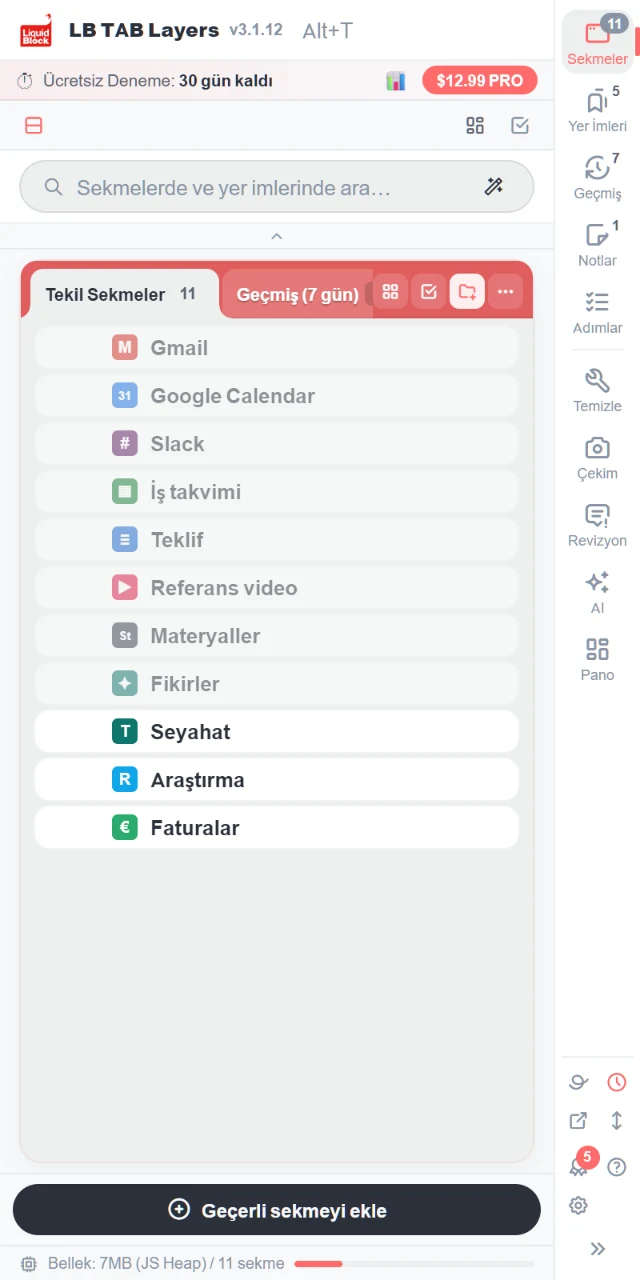 Liquid Block
LB TAB Layers v3.1.12 Alt+T
Ücretsiz Deneme: 30 gün kaldı
$12.99 PRO
Sekmelerde ve yer imlerinde ara…
Tekil Sekmeler 11
Geçmiş (7 gün)
M Gmail
31 Google Calendar
# Slack
İş takvimi
Teklif
Referans video
St Materyaller
Fikirler
T Seyahat
R Araştırma
€ Faturalar
Geçerli sekmeyi ekle
Bellek: 7MB (JS Heap) / 11 sekme
11
Sekmeler
5
Yer İmleri
7
Geçmiş
1
Notlar
Adımlar
Temizle
Çekim
Revizyon
AI
Pano
5